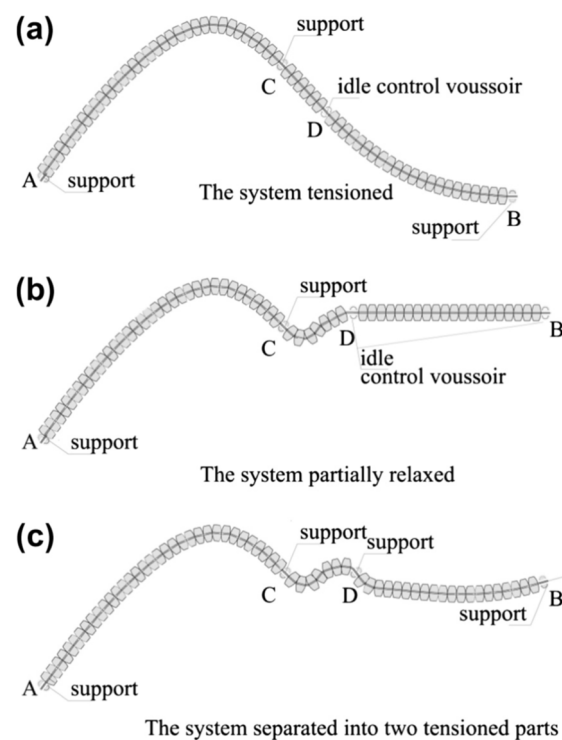 (a)
support
C
idle control voussoir
D
A
support
The system tensioned
support
B
(b)
support
C
D
B
idle
control voussoir
A
support
The system partially relaxed
(c)
support
support
C
D
B
support
A
support
The system separated into two tensioned parts